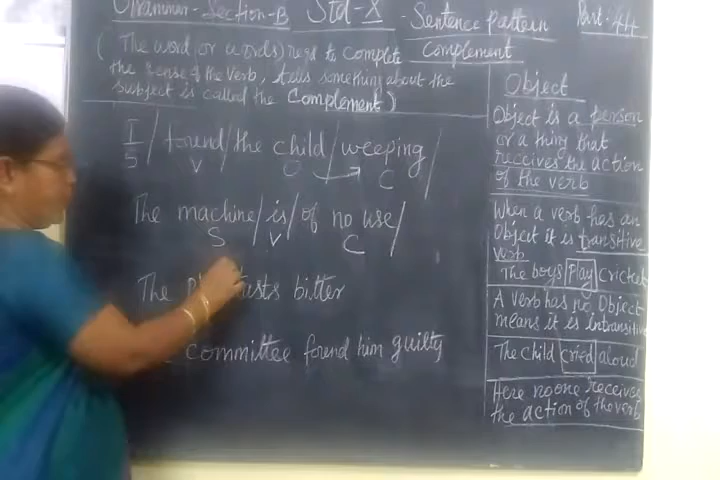 Grammar - Section-B Std-X - Sentence pattern Part: 44
( The word (or words) reqd to complete Complement
the sense of the verb, &tells something about the
subject is called the Complement )
I / found / the child / weeping /
S V O C
The machine / is / of no use /
S V C
The tasts bitter
committee found him guilty
Object
Object is a person
or a thing that
receives the action
of the verb
When a verb has an
Object it is transitive
verb
The boys play cricket
A verb has no Object
means it is intransitive
The child cried aloud
Here no one receives
the action of the verb